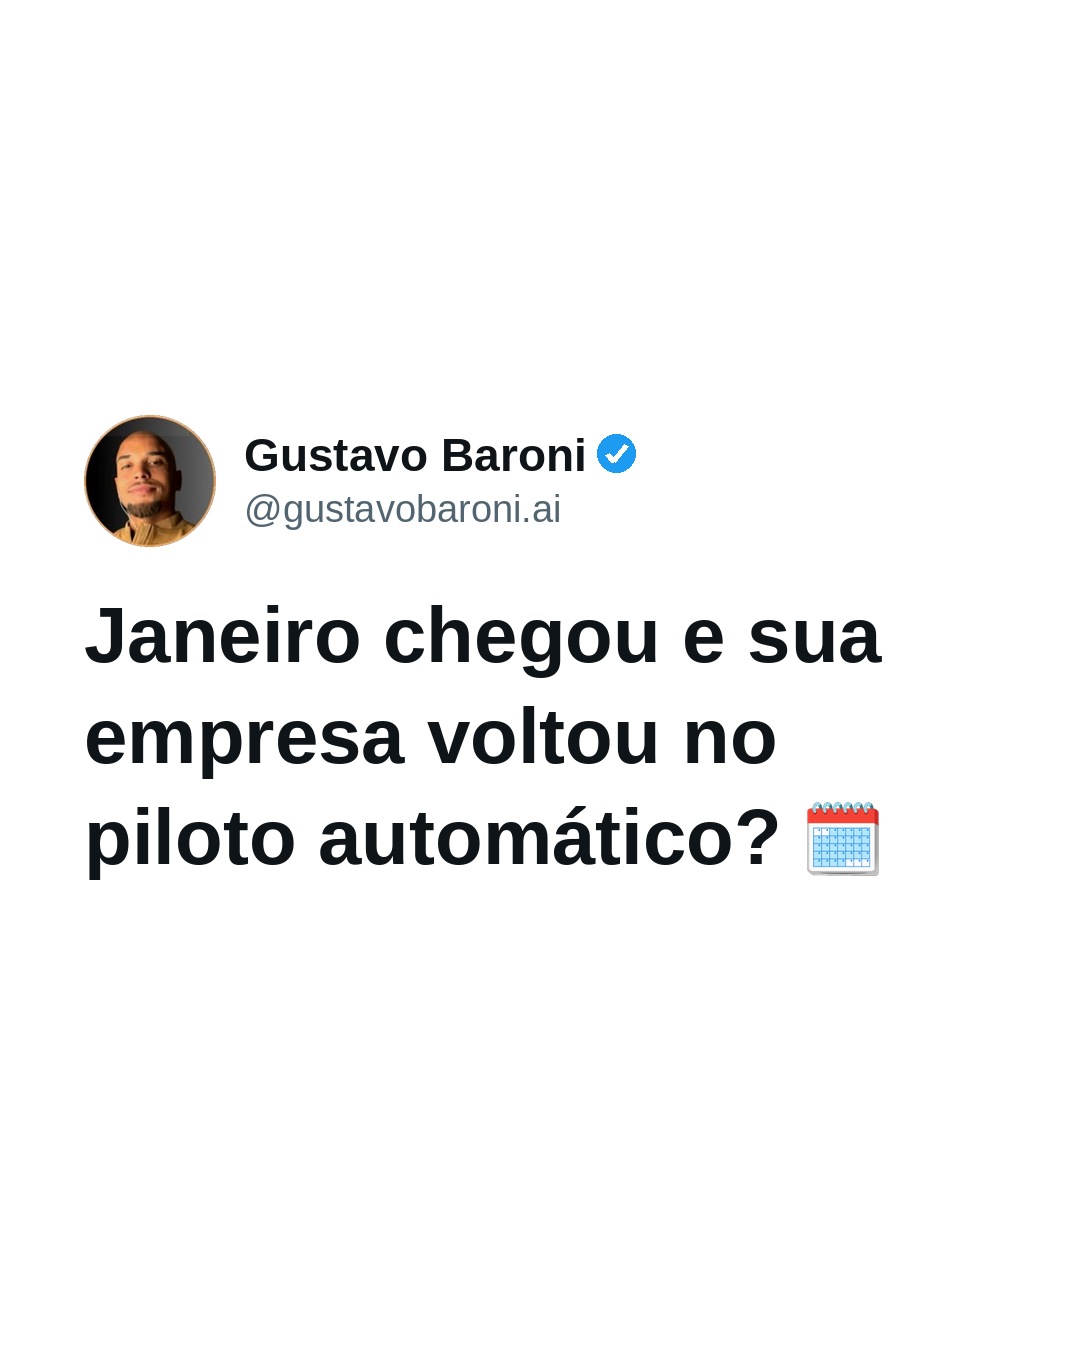 Gustavo Baroni
@gustavobaroni.ai
Janeiro chegou e sua
empresa voltou no
piloto automático? 🗓️